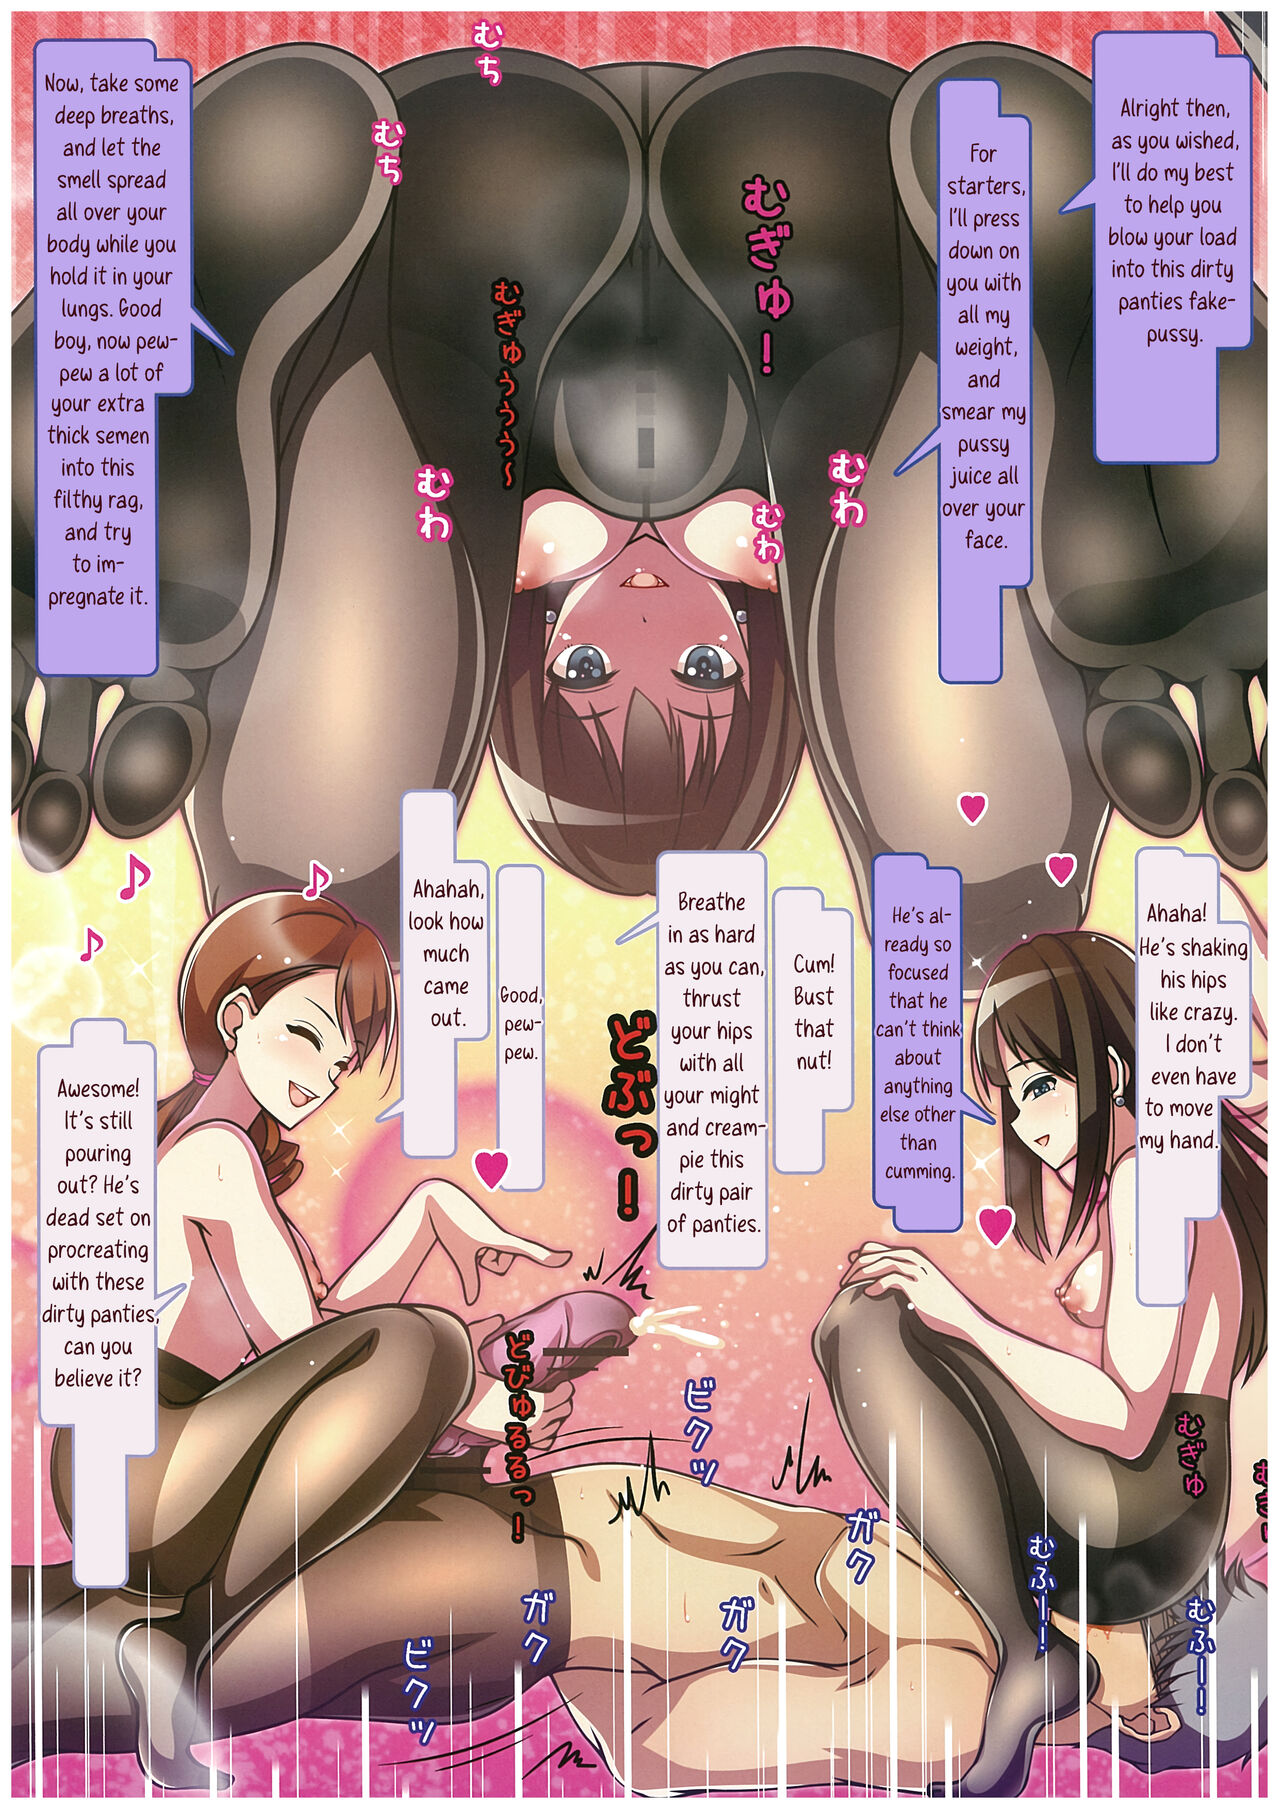 むち
むち
むぎゅ！
むぎゅぅぅぅ〜
むわ
むわ
むわ
Alright then,
as you wished,
I'll do my best
to help you
blow your load
into this dirty
panties fake-
pussy.
For
starters,
I'll press
down on
you with
all my
weight,
and
smear my
pussy
juice all
over your
face.
Now, take some
deep breaths,
and let the
smell spread
all over your
body while you
hold it in your
lungs. Good
boy, now pew-
pew a lot of
your extra
thick semen
into this
filthy rag,
and try
to im-
pregnate it.
Ahaha!
He's shaking
his hips
like crazy.
I don't
even have
to move
my hand.
He's al-
ready so
focused
that he
can't think
about
anything
else other
than
cumming.
Cum!
Bust
that
nut!
Breathe
in as hard
as you can,
thrust
your hips
with all
your might
and cream-
pie this
dirty pair
of panties.
Good,
pew-
pew.
Ahahah,
look how
much
came
out.
Awesome!
It's still
pouring
out? He's
dead set on
procreating
with these
dirty panties,
can you
believe it?
どぶっ！
どびゅるるっ！
ビクッ
ガク
ガク
ガク
ビクッ
むぎゅ
むふーー！
むふーー！